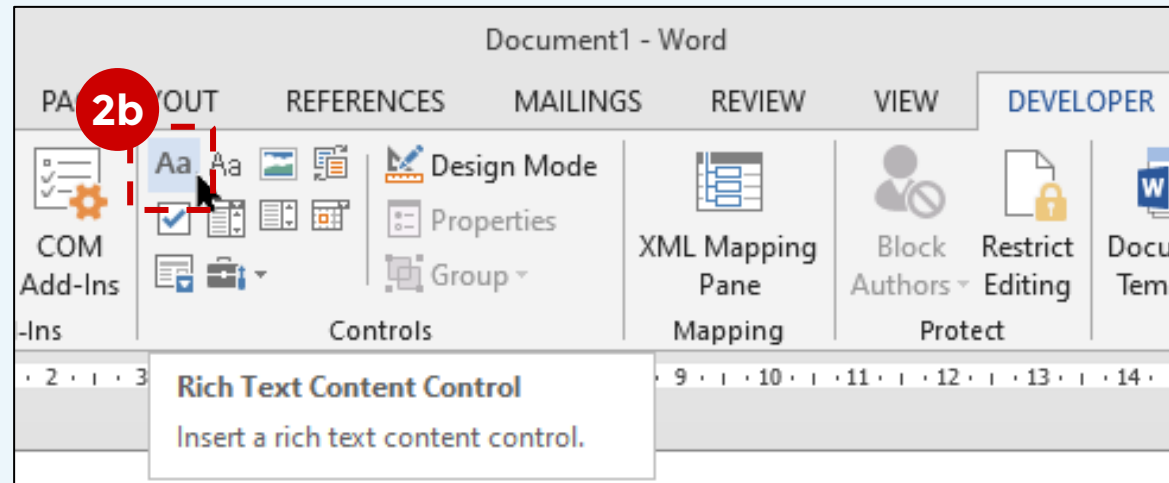 Document1 - Word
PA 2b YOUT REFERENCES MAILINGS REVIEW VIEW DEVELOPER
Aa Aa Design Mode
Properties
Group
COM
Add-Ins
XML Mapping
Pane
Block
Authors
Restrict
Editing
W
Docu
Tem
-Ins Controls Mapping Protect
2 3 9 10 11 12 13 14
Rich Text Content Control
Insert a rich text content control.